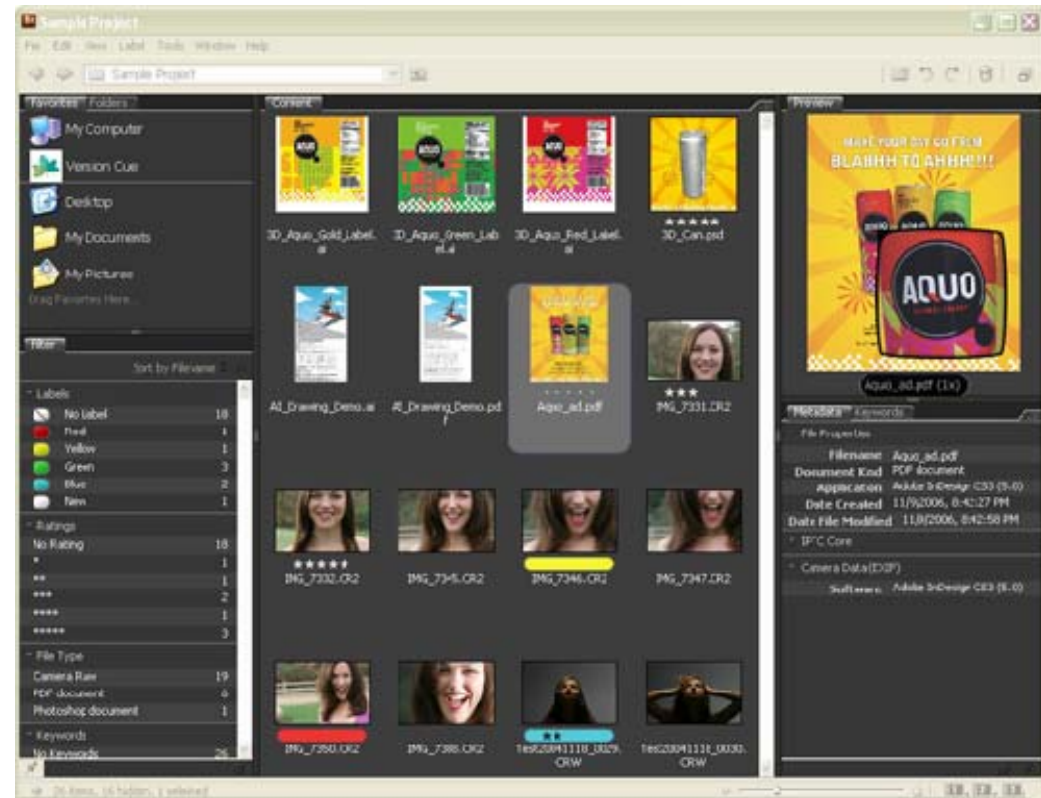 Sample Project
File Edit View Label Tools Window Help
Sample Project
Favorites Folders
My Computer
Version Cue
Desktop
My Documents
My Pictures
Drag Favorites Here...
Filter
Sort by Filename
Labels
No Label 18
Red 1
Yellow 1
Green 3
Blue 2
New 1
Ratings
No Rating 18
* 1
** 1
*** 2
**** 1
***** 3
File Type
Camera Raw 19
PDF document 6
Photoshop document 1
Keywords
No Keywords 26
26 items, 16 hidden, 1 selected
Content
3D_Aquo_Gold_Label.ai
3D_Aquo_Green_Label.ai
3D_Aquo_Red_Label.ai
3D_Can.psd
AI_Drawing_Demo.ai
AI_Drawing_Demo.pdf
Aquo_ad.pdf
IMG_7331.CR2
IMG_7332.CR2
IMG_7345.CR2
IMG_7346.CR2
IMG_7347.CR2
IMG_7350.CR2
IMG_7388.CR2
Test20041118_0029.CRW
Test20041118_0030.CRW
Preview
MAKE YOUR DAY GO FROM
BLAHHH TO AHHH!!!!
AQUO
Aquo_ad.pdf (1x)
Metadata Keywords
File Properties
Filename Aquo_ad.pdf
Document Kind PDF document
Application Adobe InDesign CS3 (5.0)
Date Created 11/9/2006, 8:42:27 PM
Date File Modified 11/8/2006, 8:42:58 PM
IPTC Core
Camera Data (EXIF)
Software Adobe InDesign CS3 (5.0)